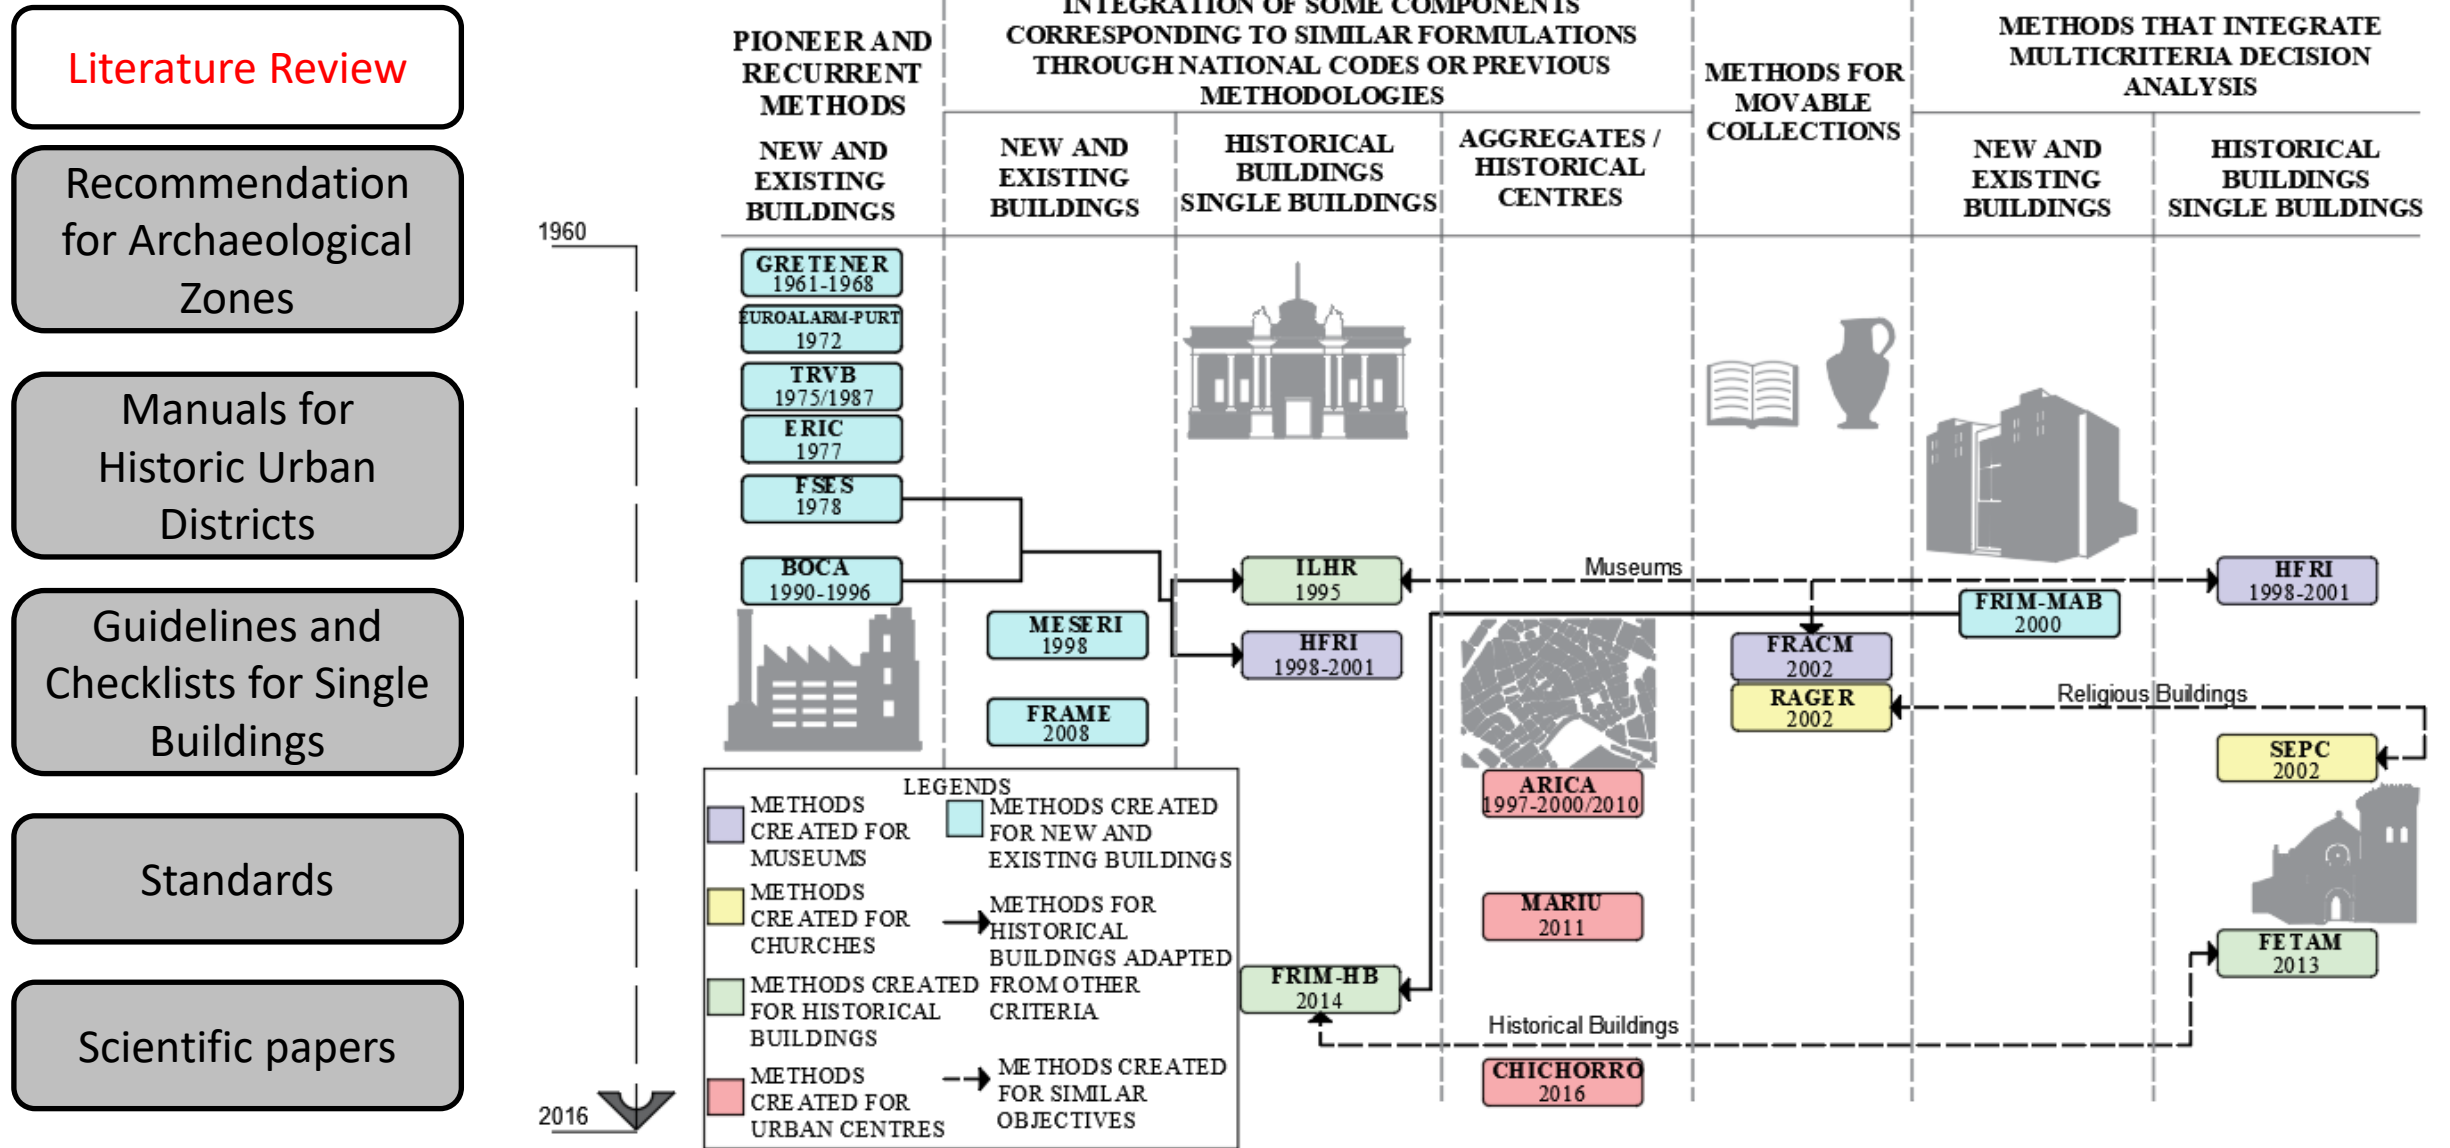 Literature Review
Recommendation
for Archaeological
Zones
Manuals for
Historic Urban
Districts
Guidelines and
Checklists for Single
Buildings
Standards
Scientific papers
1960
2016
PIONEER AND
RECURRENT
METHODS
NEW AND
EXISTING
BUILDINGS
INTEGRATION OF SOME COMPONENTS
CORRESPONDING TO SIMILAR FORMULATIONS
THROUGH NATIONAL CODES OR PREVIOUS
METHODOLOGIES
NEW AND
EXISTING
BUILDINGS
HISTORICAL
BUILDINGS
SINGLE BUILDINGS
AGGREGATES /
HISTORICAL
CENTRES
METHODS FOR
MOVABLE
COLLECTIONS
METHODS THAT INTEGRATE
MULTICRITERIA DECISION
ANALYSIS
NEW AND
EXISTING
BUILDINGS
HISTORICAL
BUILDINGS
SINGLE BUILDINGS
GRETENER
1961-1968
EUROALARM-PURT
1972
TRVB
1975/1987
ERIC
1977
FSES
1978
BOCA
1990-1996
MESERI
1998
FRAME
2008
ILHR
1995
HFRI
1998-2001
FRIM-HB
2014
ARICA
1997-2000/2010
MARIU
2011
CHICHORRO
2016
FRACM
2002
RAGER
2002
FRIM-MAB
2000
HFRI
1998-2001
SEPC
2002
FETAM
2013
Museums
Religious Buildings
Historical Buildings
LEGENDS
METHODS
CREATED FOR
MUSEUMS
METHODS
CREATED FOR
CHURCHES
METHODS CREATED
FOR HISTORICAL
BUILDINGS
METHODS
CREATED FOR
URBAN CENTRES
METHODS CREATED
FOR NEW AND
EXISTING BUILDINGS
METHODS FOR
HISTORICAL
BUILDINGS ADAPTED
FROM OTHER
CRITERIA
METHODS CREATED
FOR SIMILAR
OBJECTIVES